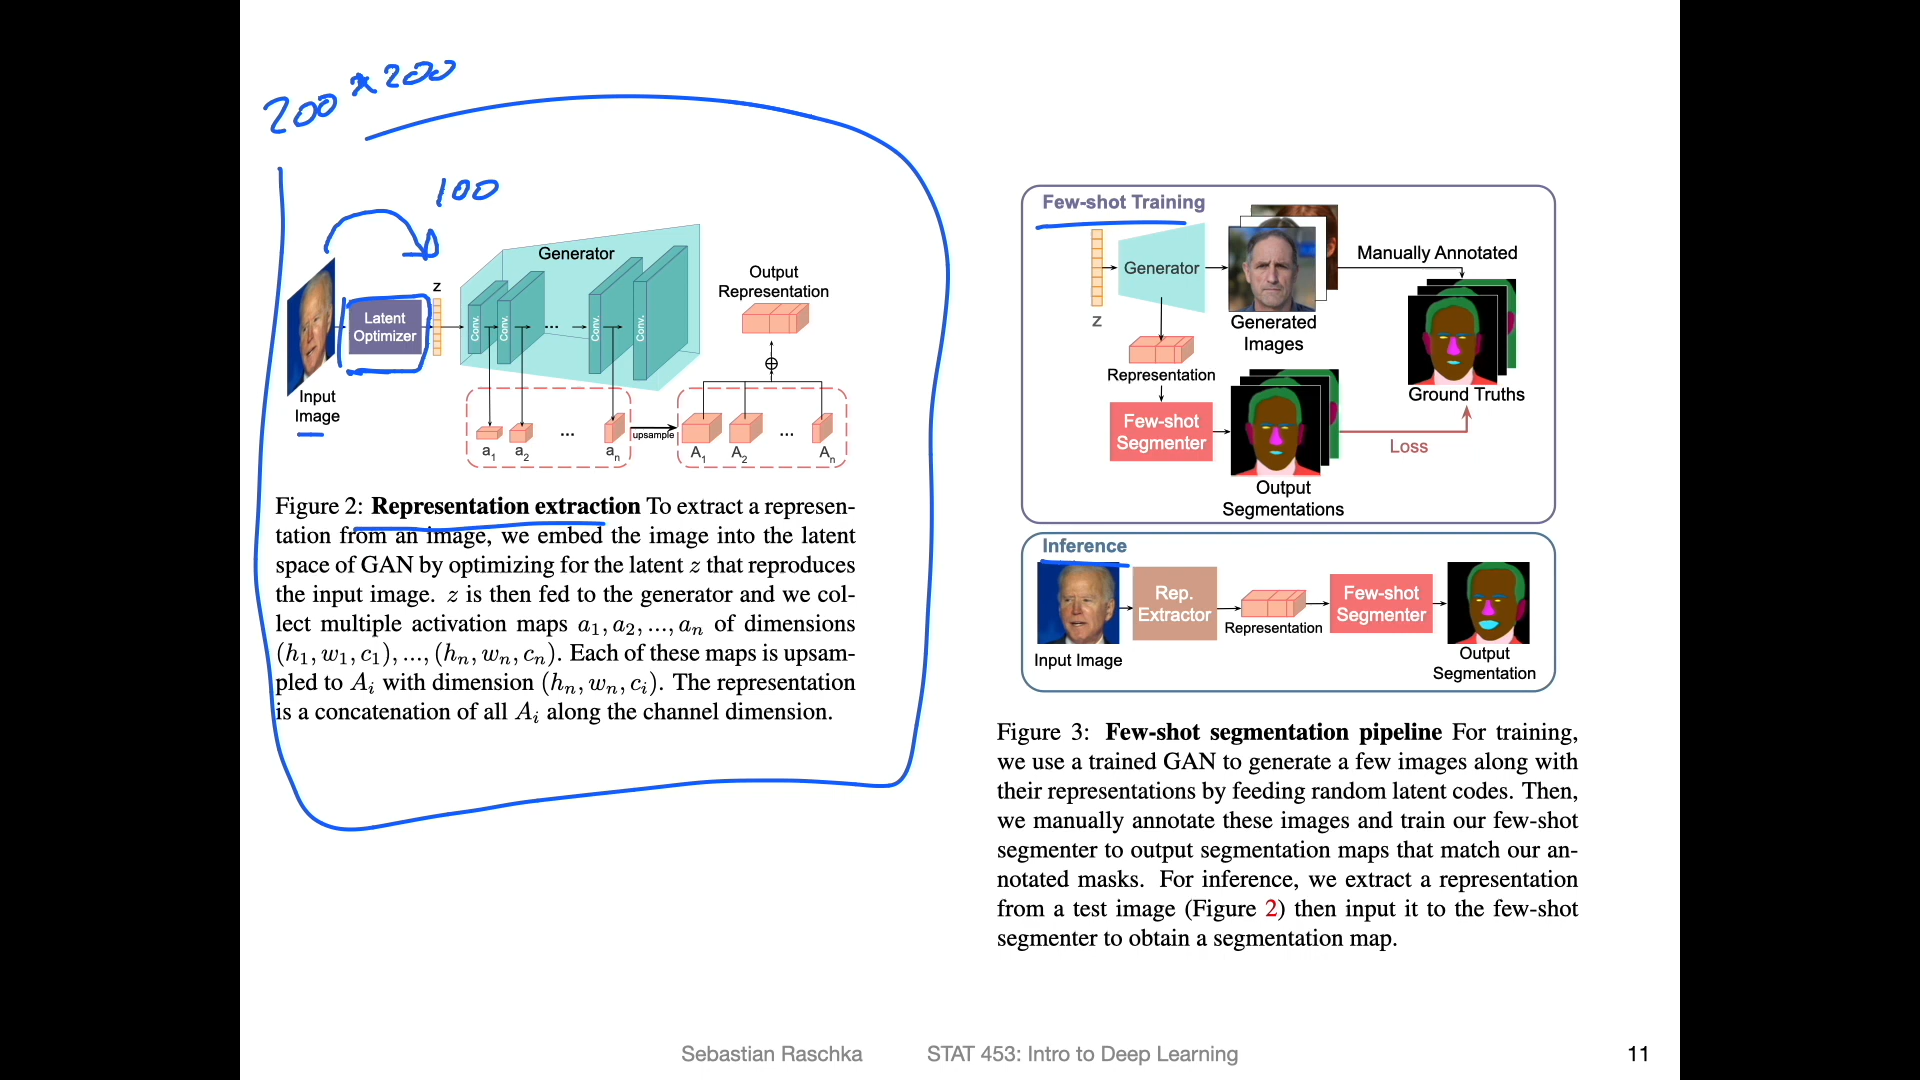 200 * 200
100
Generator
Output
Representation
z
Latent
Optimizer
Conv.
Conv.
...
Conv.
Conv.
Input
Image
upsample
a1 a2 ... an
A1 A2 ... An
Figure 2: Representation extraction To extract a represen-
tation from an image, we embed the image into the latent
space of GAN by optimizing for the latent z that reproduces
the input image. z is then fed to the generator and we col-
lect multiple activation maps a1, a2, ..., an of dimensions
(h1, w1, c1), ..., (hn, wn, cn). Each of these maps is upsam-
pled to Ai with dimension (hn, wn, ci). The representation
is a concatenation of all Ai along the channel dimension.
Few-shot Training
Generator
Manually Annotated
z
Generated
Images
Representation
Ground Truths
Few-shot
Segmenter
Loss
Output
Segmentations
Inference
Rep.
Extractor
Representation
Few-shot
Segmenter
Input Image
Output
Segmentation
Figure 3: Few-shot segmentation pipeline For training,
we use a trained GAN to generate a few images along with
their representations by feeding random latent codes. Then,
we manually annotate these images and train our few-shot
segmenter to output segmentation maps that match our an-
notated masks. For inference, we extract a representation
from a test image (Figure 2) then input it to the few-shot
segmenter to obtain a segmentation map.
Sebastian Raschka STAT 453: Intro to Deep Learning 11